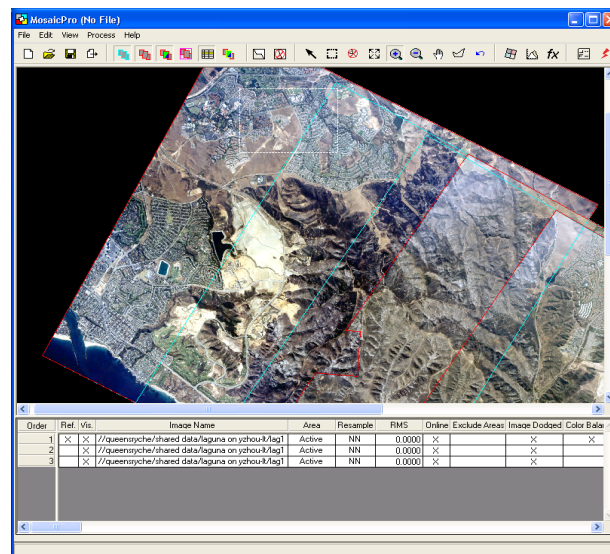 MosaicPro (No File)
File Edit View Process Help
fx
Order Ref. Vis. Image Name Area Resample RMS Online Exclude Areas Image Dodged Color Balar
1 X X //queensryche/shared data/laguna on yzhou-lt/lag1 Active NN 0.0000 X X X
2 X //queensryche/shared data/laguna on yzhou-lt/lag1 Active NN 0.0000 X X
3 X //queensryche/shared data/laguna on yzhou-lt/lag1 Active NN 0.0000 X X